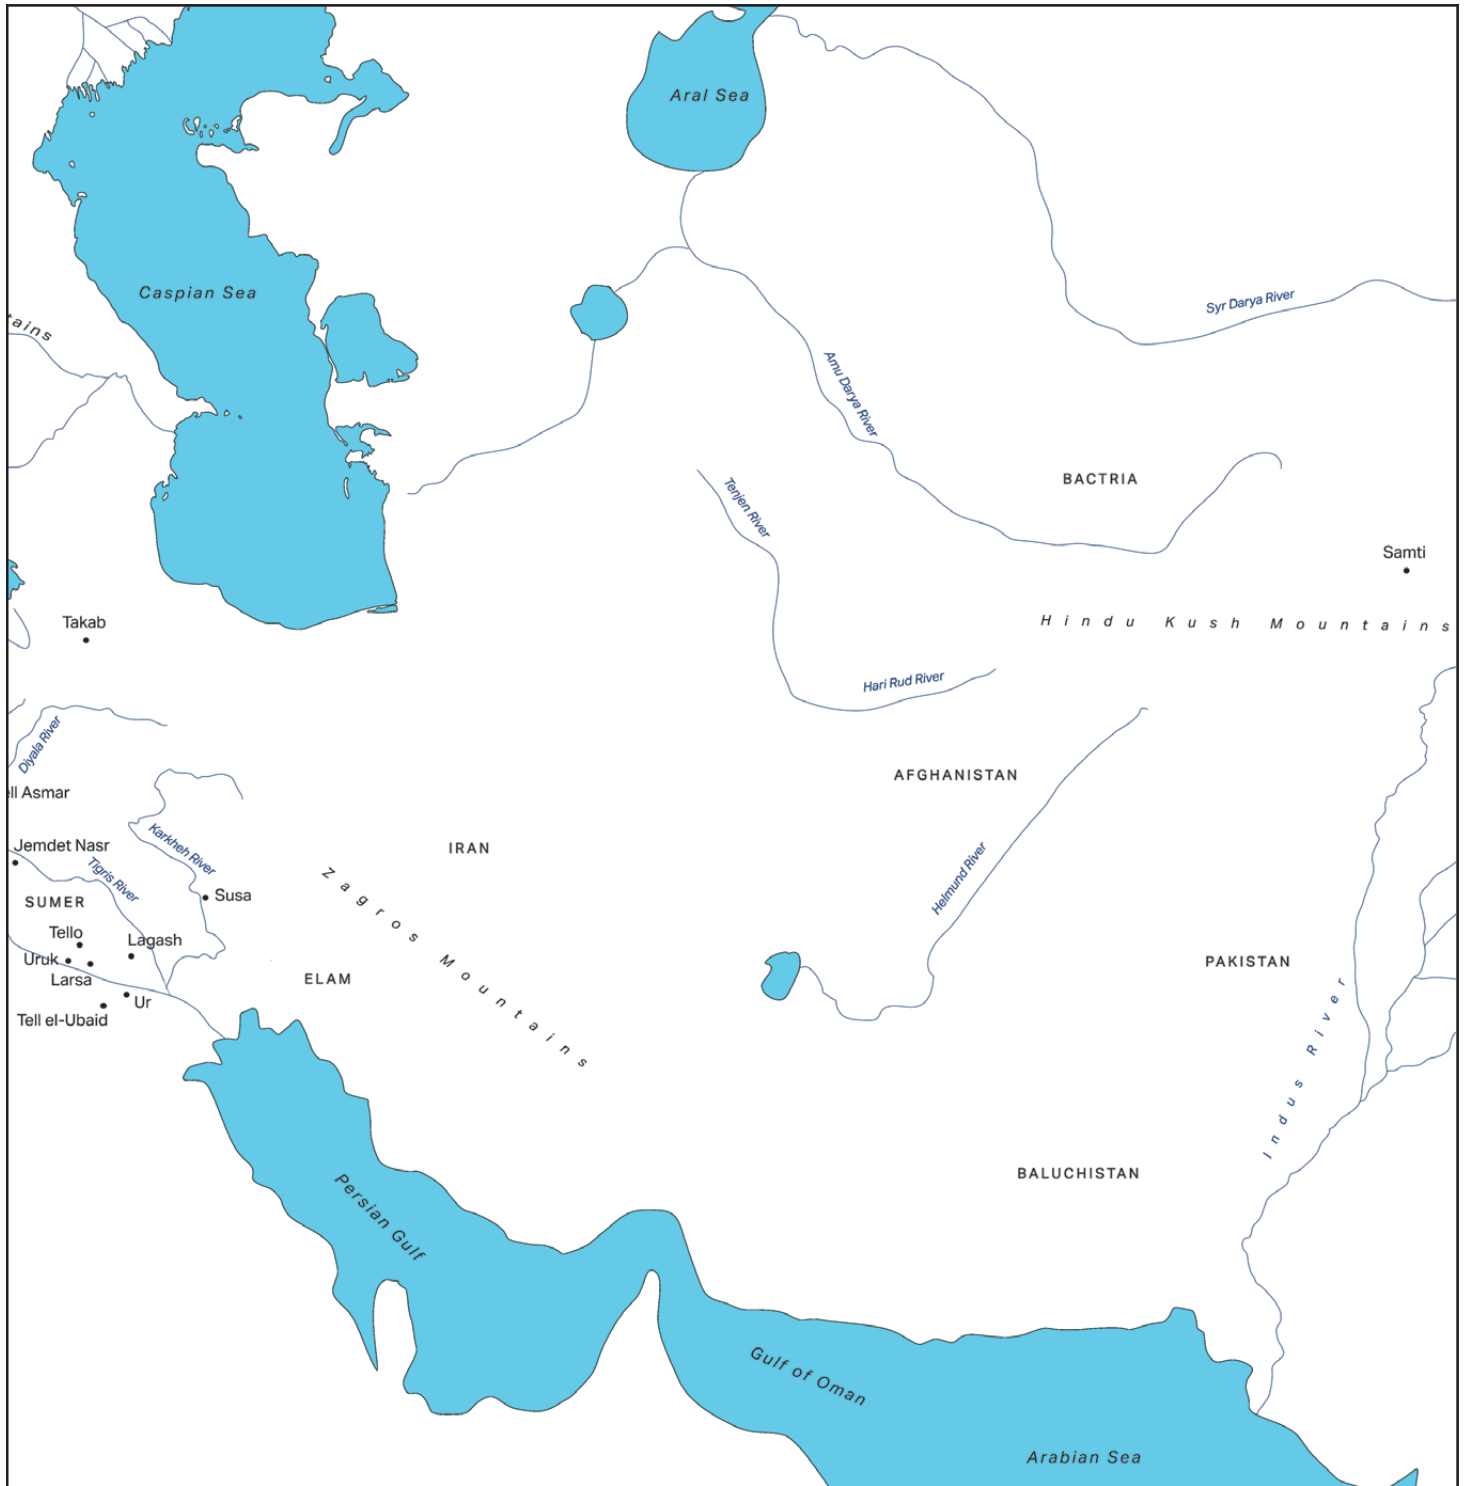 Aral Sea
Caspian Sea
Syr Darya River
tains
Amu Darya River
BACTRIA
Tenjen River
Samti
Takab
Hindu Kush Mountains
Hari Rud River
Diyala River
AFGHANISTAN
ell Asmar
Jemdet Nasr
Karkheh River
IRAN
Tigris River
Helmund River
Zagros Mountains
Susa
SUMER
Tello
Lagash
Uruk
Larsa
ELAM
PAKISTAN
Ur
Tell el-Ubaid
Indus River
BALUCHISTAN
Persian Gulf
Gulf of Oman
Arabian Sea